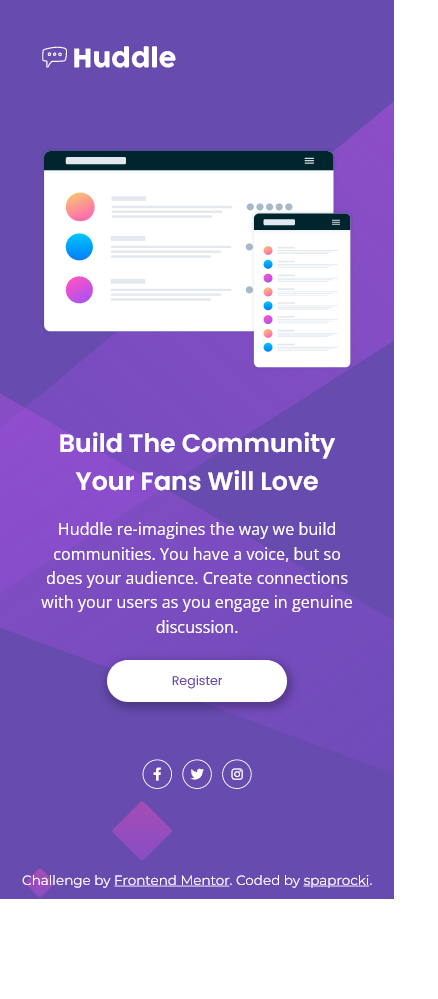 Huddle
Build The Community
Your Fans Will Love
Huddle re-imagines the way we build
communities. You have a voice, but so
does your audience. Create connections
with your users as you engage in genuine
discussion.
Register
Challenge by Frontend Mentor. Coded by spaprocki.